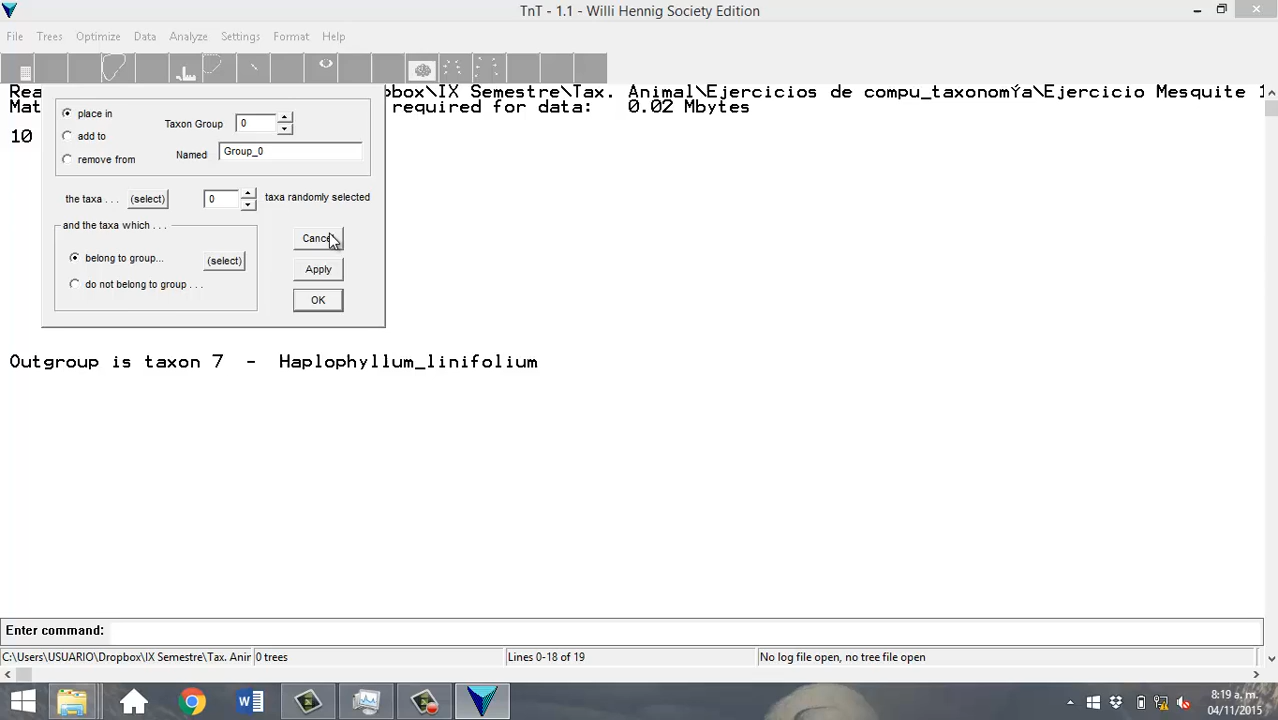 TnT - 1.1 - Willi Hennig Society Edition
File Trees Optimize Data Analyze Settings Format Help
Rea
pbox\IX Semestre\Tax. Animal\Ejercicios de compu_taxonomÝa\Ejercicio Mesquite 1
Mat
required for data: 0.02 Mbytes
10
place in
add to
remove from
Taxon Group 0
Named Group_0
the taxa . . . (select) 0 taxa randomly selected
and the taxa which . . .
belong to group... (select)
do not belong to group . . .
Cancel
Apply
OK
Outgroup is taxon 7 - Haplophyllum_linifolium
Enter command:
C:\Users\USUARIO\Dropbox\IX Semestre\Tax. Anir 0 trees Lines 0-18 of 19 No log file open, no tree file open
8:19 a. m.
04/11/2015